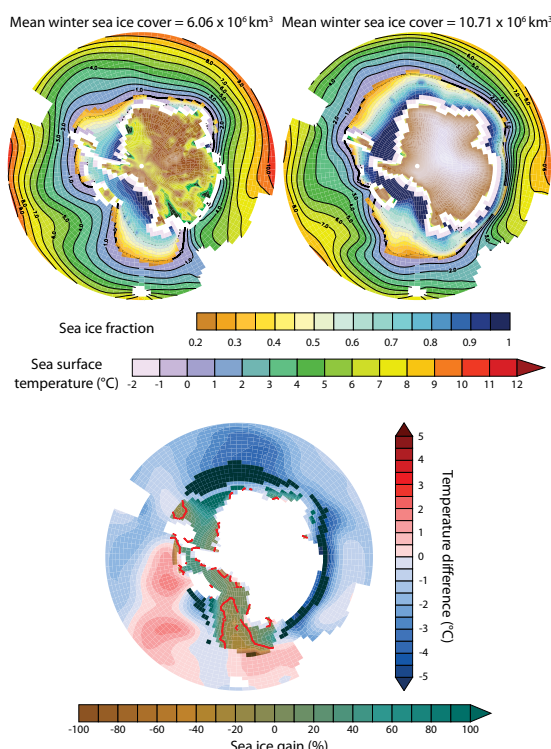 Mean winter sea ice cover = 6.06 x 10⁶ km³
Mean winter sea ice cover = 10.71 x 10⁶ km³
Sea ice fraction
0.2 0.3 0.4 0.5 0.6 0.7 0.8 0.9 1
Sea surface
temperature (°C)
-2 -1 0 1 2 3 4 5 6 7 8 9 10 11 12
5
4
3
2
1
0
-1
-2
-3
-4
-5
Temperature difference (°C)
-100 -80 -60 -40 -20 0 20 40 60 80 100
Sea ice gain (%)